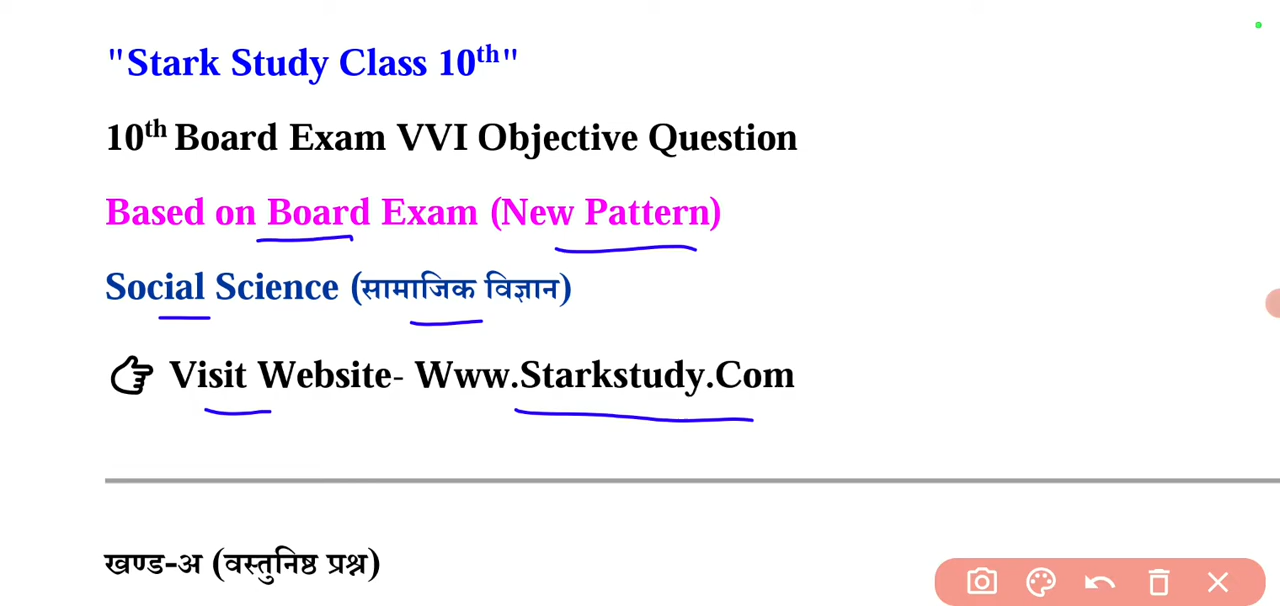 "Stark Study Class 10th"
10th Board Exam VVI Objective Question
Based on Board Exam (New Pattern)
Social Science (सामाजिक विज्ञान)
Visit Website- Www.Starkstudy.Com
खण्ड-अ (वस्तुनिष्ठ प्रश्न)